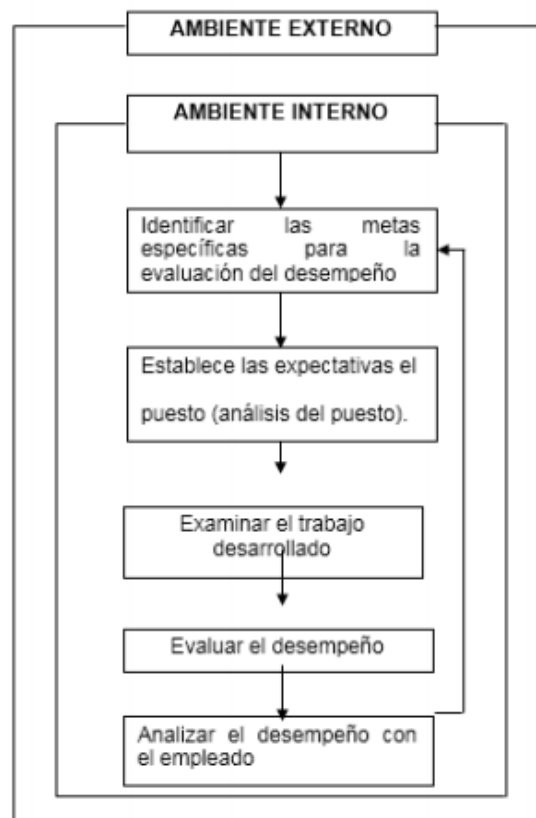 AMBIENTE EXTERNO
AMBIENTE INTERNO
Identificar las metas
específicas para la
evaluación del desempeño
Establece las expectativas el
puesto (análisis del puesto).
Examinar el trabajo
desarrollado
Evaluar el desempeño
Analizar el desempeño con
el empleado